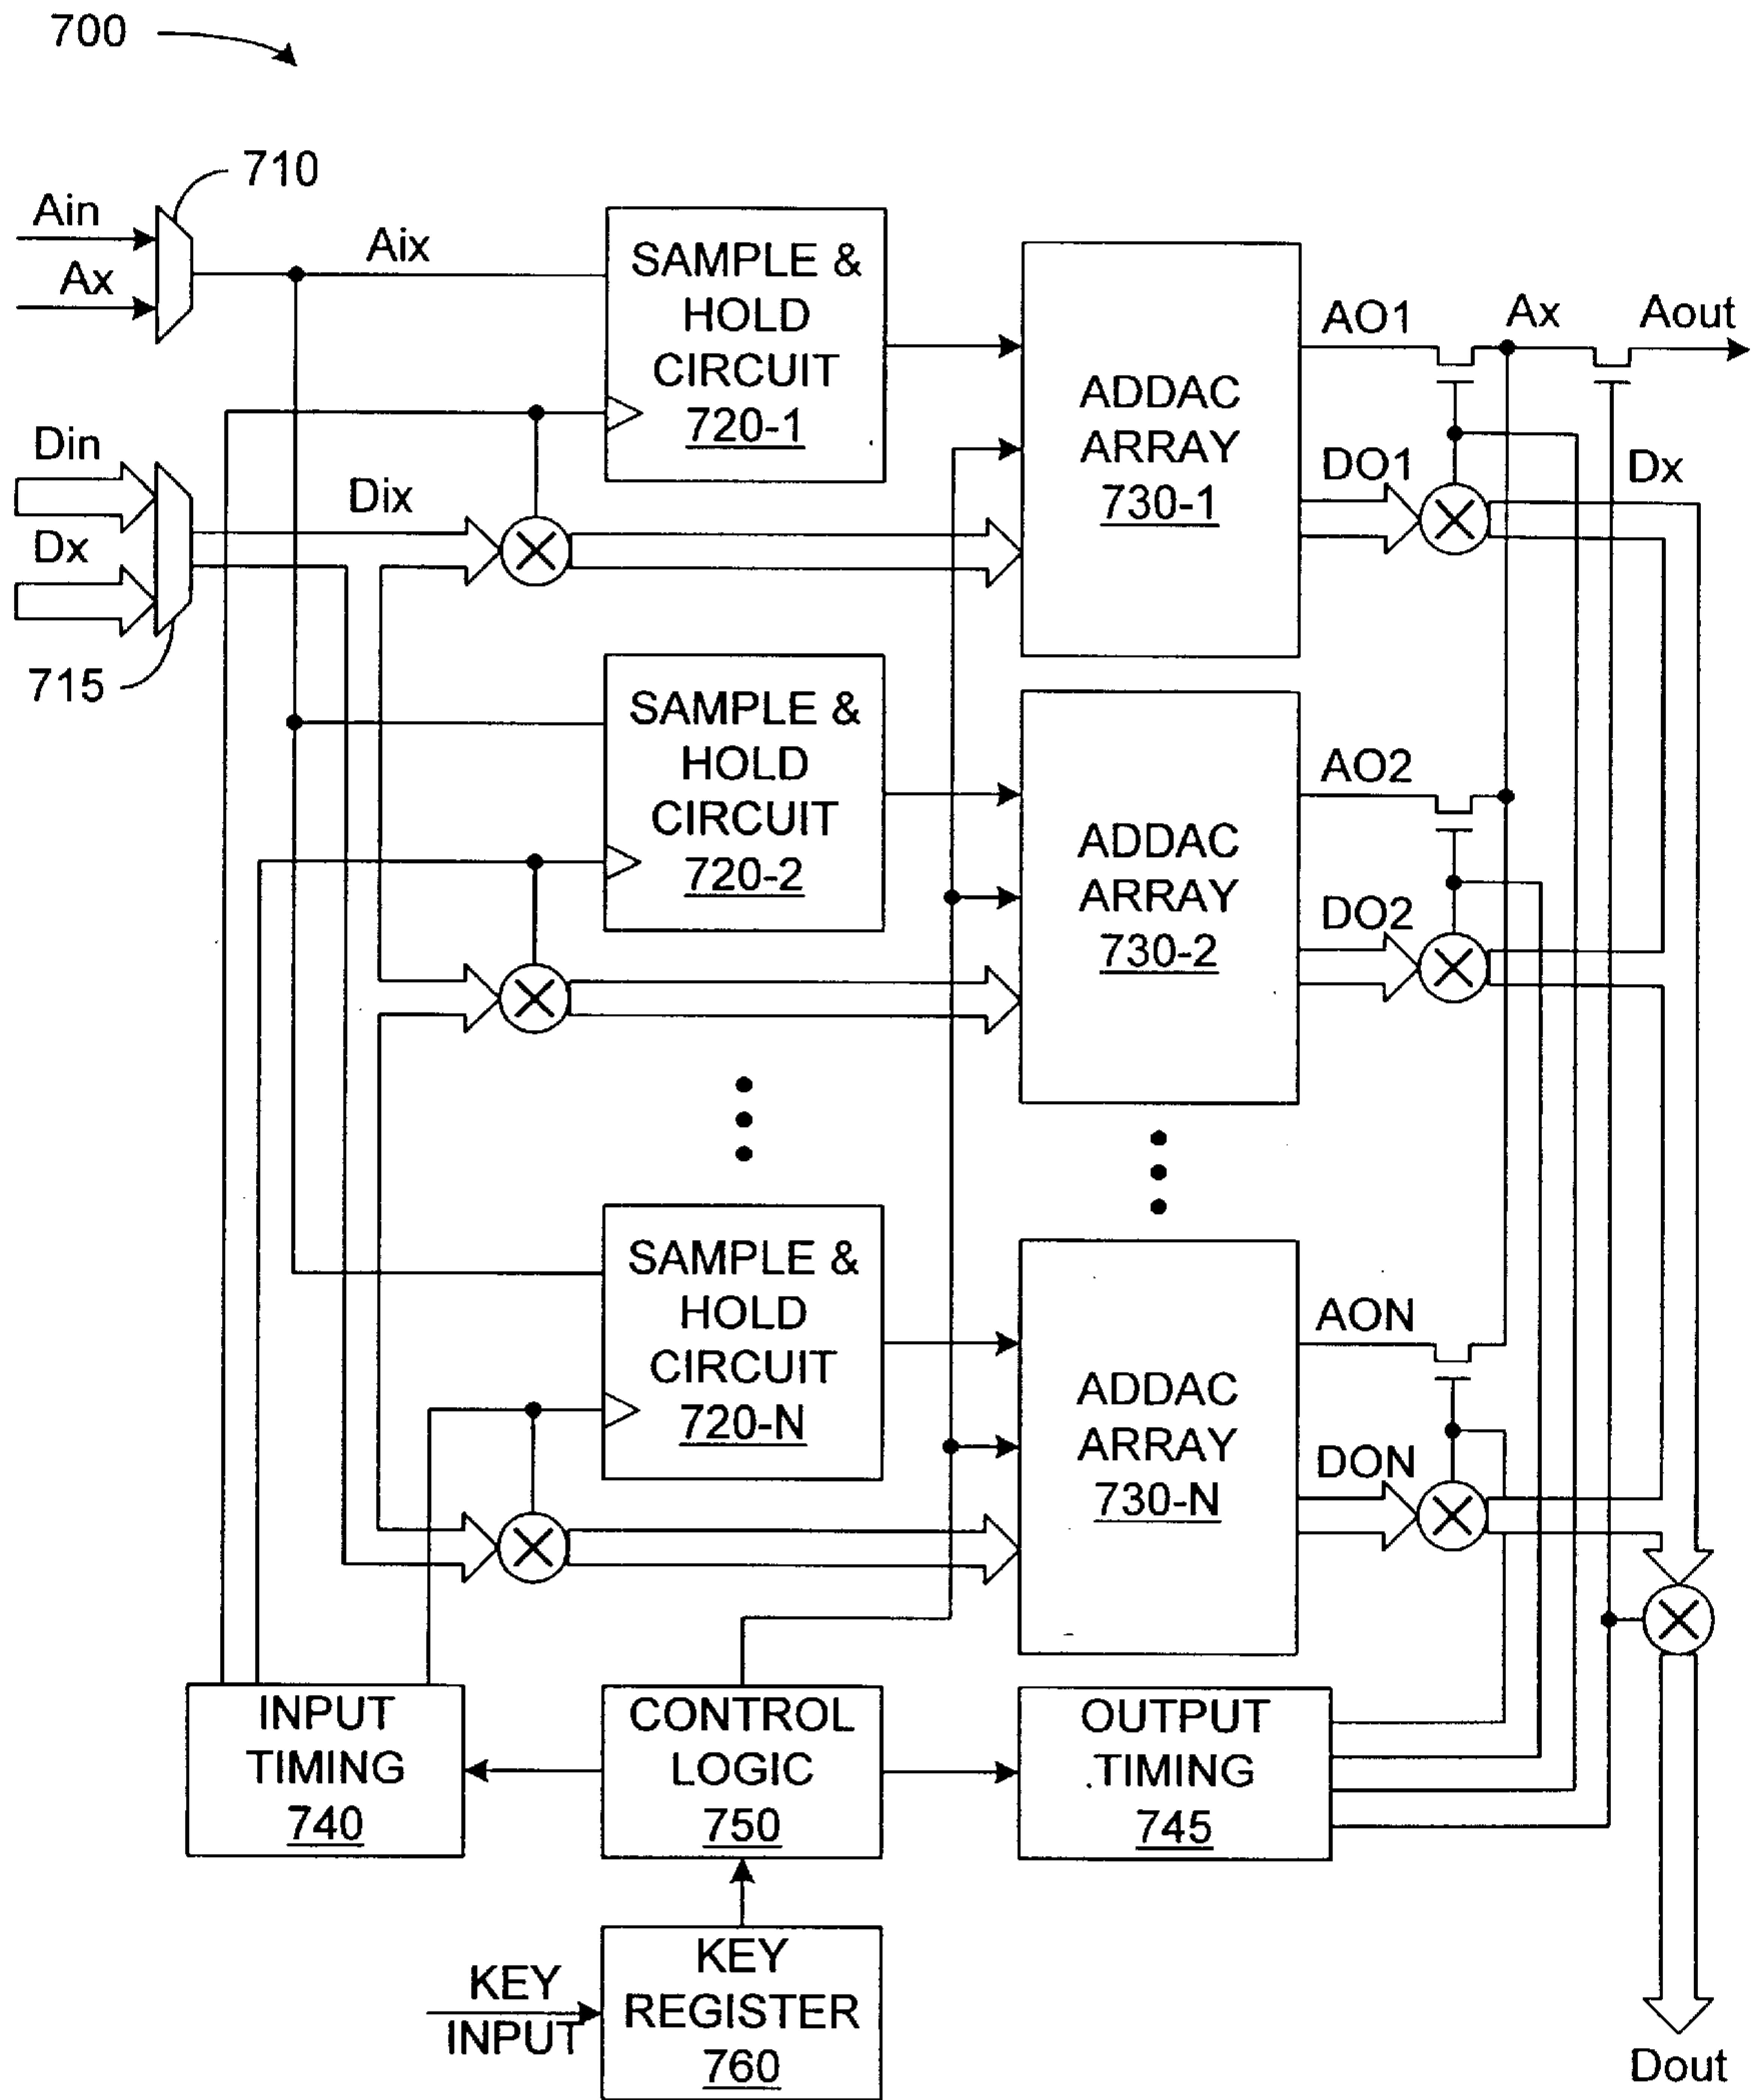 700
710
Ain
Ax
Aix
SAMPLE &
HOLD
CIRCUIT
720-1
ADDAC
ARRAY
730-1
AO1
Ax
Aout
Din
Dx
Dix
715
DO1
Dx
SAMPLE &
HOLD
CIRCUIT
720-2
ADDAC
ARRAY
730-2
AO2
DO2
SAMPLE &
HOLD
CIRCUIT
720-N
ADDAC
ARRAY
730-N
AON
DON
INPUT
TIMING
740
CONTROL
LOGIC
750
OUTPUT
TIMING
745
KEY
INPUT
KEY
REGISTER
760
Dout